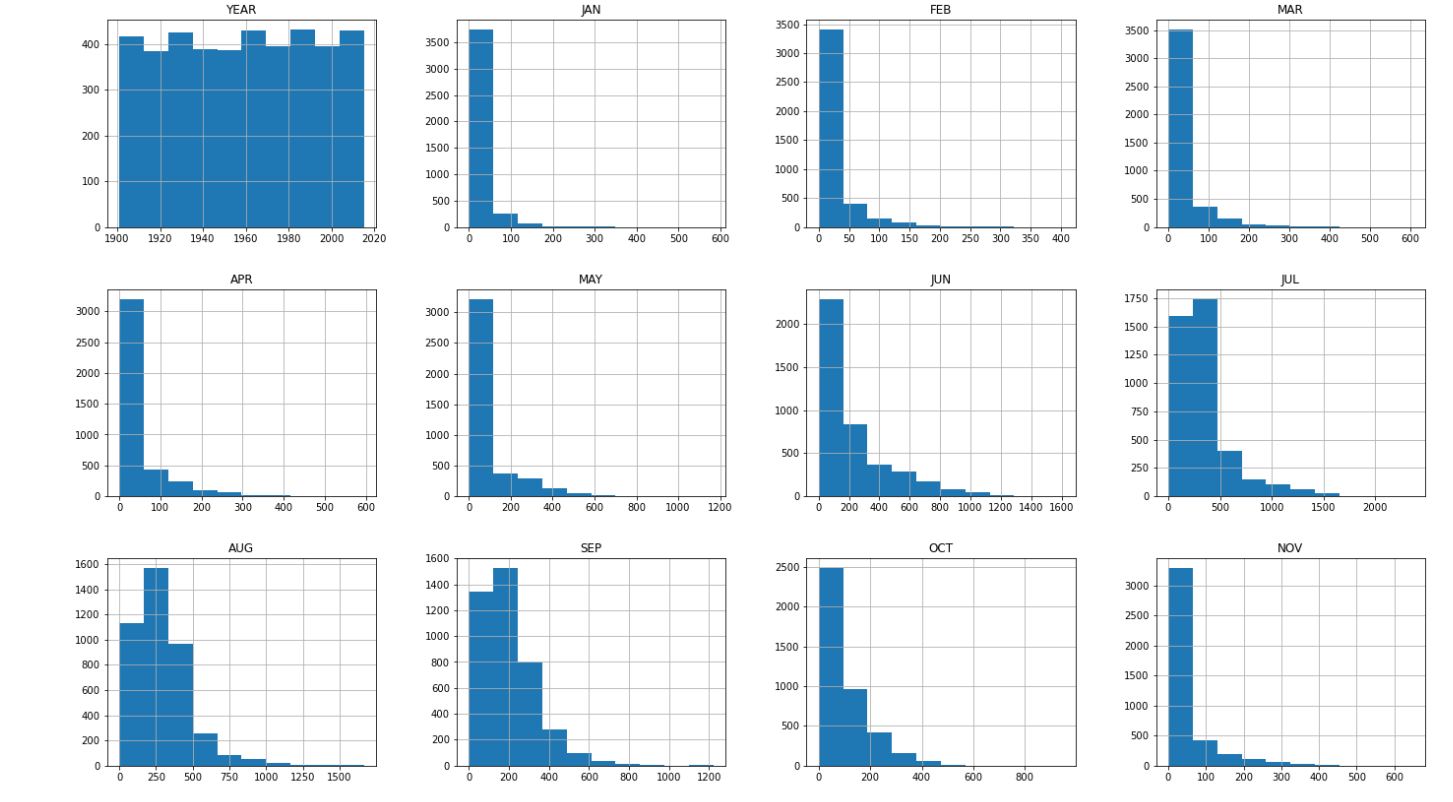 YEAR JAN FEB MAR
400 3500 3500 3500
300 3000 3000 3000
200 2500 2500 2500
100 2000 2000 2000
0 1500 1500 1500
1000 1000 1000
500 500 500
0 0 0
1900 1920 1940 1960 1980 2000 2020
0 100 200 300 400 500 600
0 50 100 150 200 250 300 350 400
0 100 200 300 400 500 600
APR MAY JUN JUL
3000 3000 2000 1750
2500 2500 1500 1500
2000 2000 1000 1250
1500 1500 500 1000
1000 1000 0 750
500 500 500
0 0 250
0
0 100 200 300 400 500 600
0 200 400 600 800 1000 1200
0 200 400 600 800 1000 1200 1400 1600
0 500 1000 1500 2000
AUG SEP OCT NOV
1600 1600 2500 3000
1400 1400 2000 2500
1200 1200 1500 2000
1000 1000 1000 1500
800 800 500 1000
600 600 0 500
400 400 0
200 200
0 0
0 250 500 750 1000 1250 1500
0 200 400 600 800 1000 1200
0 200 400 600 800
0 100 200 300 400 500 600